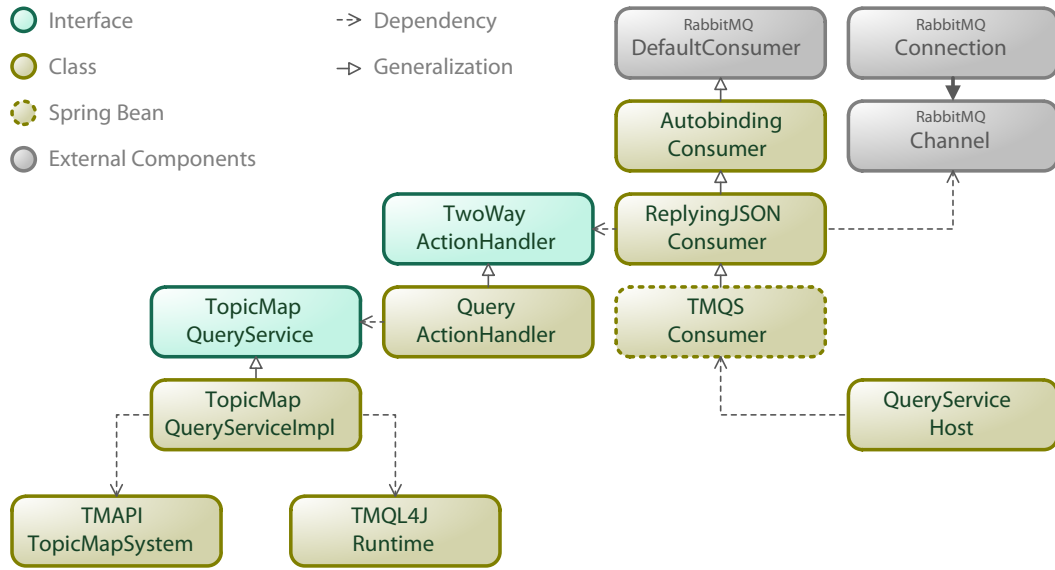 Interface
Class
Spring Bean
External Components
Dependency
Generalization
RabbitMQ
DefaultConsumer
RabbitMQ
Connection
Autobinding
Consumer
RabbitMQ
Channel
TwoWay
ActionHandler
ReplyingJSON
Consumer
TopicMap
QueryService
Query
ActionHandler
TMQS
Consumer
TopicMap
QueryServiceImpl
QueryService
Host
TMAPI
TopicMapSystem
TMQL4J
Runtime